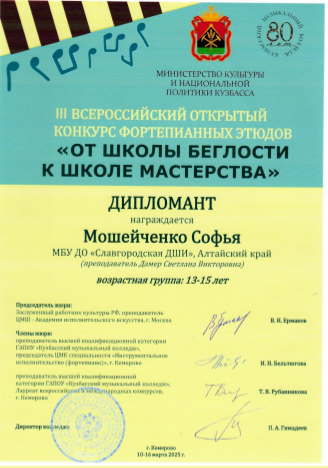 80 лет
МИНИСТЕРСТВО КУЛЬТУРЫ
И НАЦИОНАЛЬНОЙ
ПОЛИТИКИ КУЗБАССА
III ВСЕРОССИЙСКИЙ ОТКРЫТЫЙ
КОНКУРС ФОРТЕПИАННЫХ ЭТЮДОВ
«ОТ ШКОЛЫ БЕГЛОСТИ
К ШКОЛЕ МАСТЕРСТВА»
ДИПЛОМАНТ
награждается
Мошейченко Софья
МБУ ДО «Славгородская ДШИ», Алтайский край
(преподаватель Дамер Светлана Викторовна)
возрастная группа: 13-15 лет
Председатель жюри:
Заслуженный работник культуры РФ, преподаватель
ЦМШ - Академия исполнительского искусства, г. Москва
В. И. Ермаков
Члены жюри:
преподаватель высшей квалификационной категории
ГАПОУ «Кузбасский музыкальный колледж»,
председатель ЦМК специальности «Инструментальное
исполнительство (фортепиано)», г. Кемерово
Н. Н. Бельтюгова
преподаватель высшей квалификационной
категории ГАПОУ «Кузбасский музыкальный колледж»,
Лауреат всероссийских и международных конкурсов,
г. Кемерово
Т. В. Рубанникова
Директор колледжа
П. А. Гимадеев
г. Кемерово
10-16 марта 2025 г.